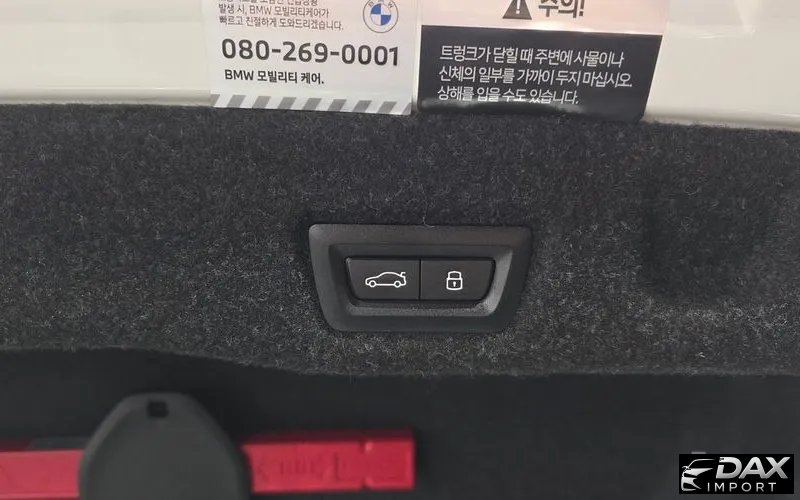 발생 시, BMW 모빌리티케어가
빠르고 친절하게 도와드리겠습니다.
080-269-0001
BMW 모빌리티 케어.
주의!
트렁크가 닫힐 때 주변에 사물이나
신체의 일부를 가까이 두지 마십시오.
상해를 입을 수도 있습니다.
DAX
IMPORT